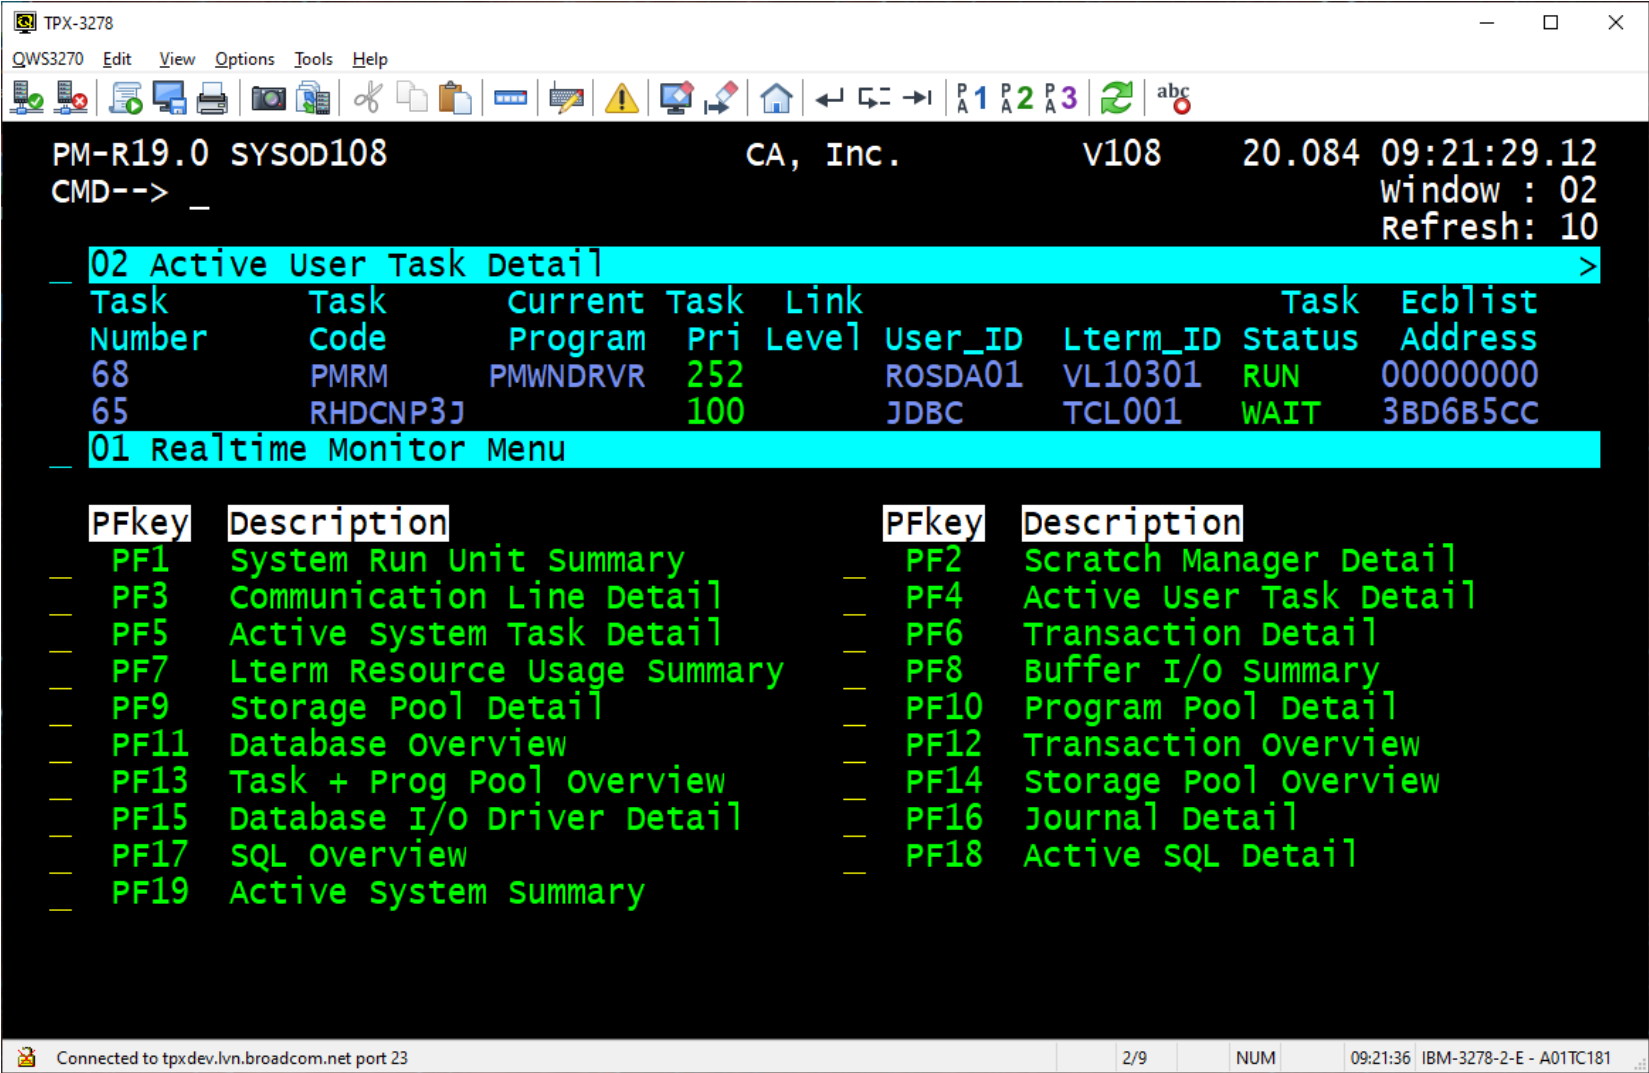 TPX-3278
QWS3270 Edit View Options Tools Help
PA1 PA2 PA3 abc
PM-R19.0 SYSOD108 CA, Inc. V108 20.084 09:21:29.12
CMD--> _ Window : 02
Refresh: 10
_ 02 Active User Task Detail >
Task Task Current Task Link Task Ecblist
Number Code Program Pri Level User_ID Lterm_ID Status Address
68 PMRM PMWNDRVR 252 ROSDA01 VL10301 RUN 00000000
65 RHDCNP3J 100 JDBC TCL001 WAIT 3BD6B5CC
_ 01 Realtime Monitor Menu
PFkey Description PFkey Description
_ PF1 System Run Unit Summary _ PF2 Scratch Manager Detail
_ PF3 Communication Line Detail _ PF4 Active User Task Detail
_ PF5 Active System Task Detail _ PF6 Transaction Detail
_ PF7 Lterm Resource Usage Summary _ PF8 Buffer I/O Summary
_ PF9 Storage Pool Detail _ PF10 Program Pool Detail
_ PF11 Database Overview _ PF12 Transaction Overview
_ PF13 Task + Prog Pool Overview _ PF14 Storage Pool Overview
_ PF15 Database I/O Driver Detail _ PF16 Journal Detail
_ PF17 SQL Overview _ PF18 Active SQL Detail
_ PF19 Active System Summary
Connected to tpxdev.lvn.broadcom.net port 23 2/9 NUM 09:21:36 IBM-3278-2-E - A01TC181